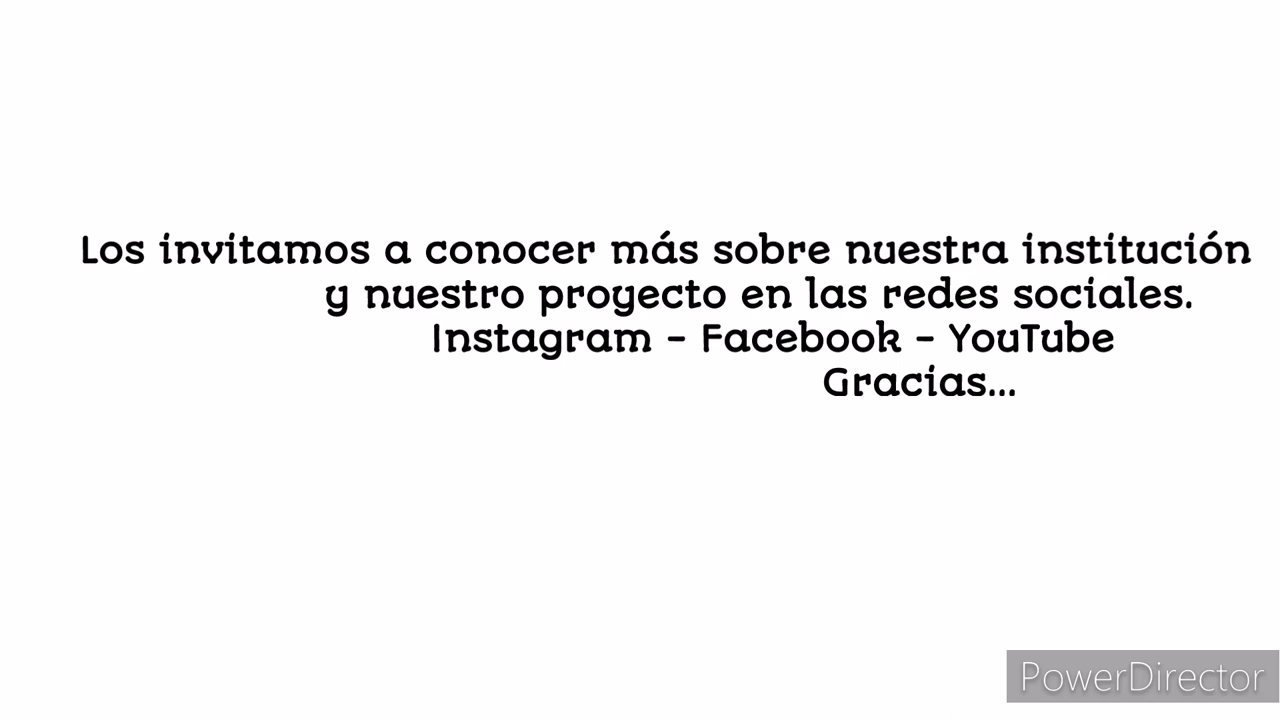 Los invitamos a conocer más sobre nuestra institución
y nuestro proyecto en las redes sociales.
Instagram - Facebook - YouTube
Gracias...
PowerDirector